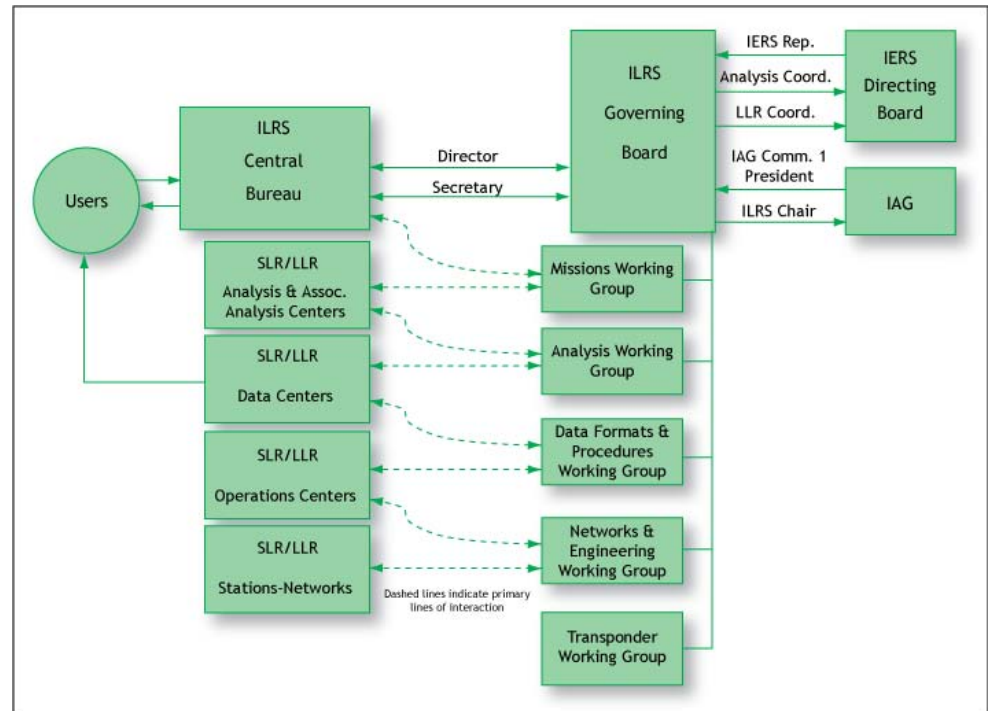 Users
ILRS
Central
Bureau
Director
Secretary
ILRS
Governing
Board
IERS Rep.
Analysis Coord.
LLR Coord.
IERS
Directing
Board
IAG Comm. 1
President
ILRS Chair
IAG
SLR/LLR
Analysis & Assoc.
Analysis Centers
SLR/LLR
Data Centers
SLR/LLR
Operations Centers
SLR/LLR
Stations-Networks
Missions Working
Group
Analysis Working
Group
Data Formats &
Procedures
Working Group
Networks &
Engineering
Working Group
Transponder
Working Group
Dashed lines indicate primary
lines of Interaction